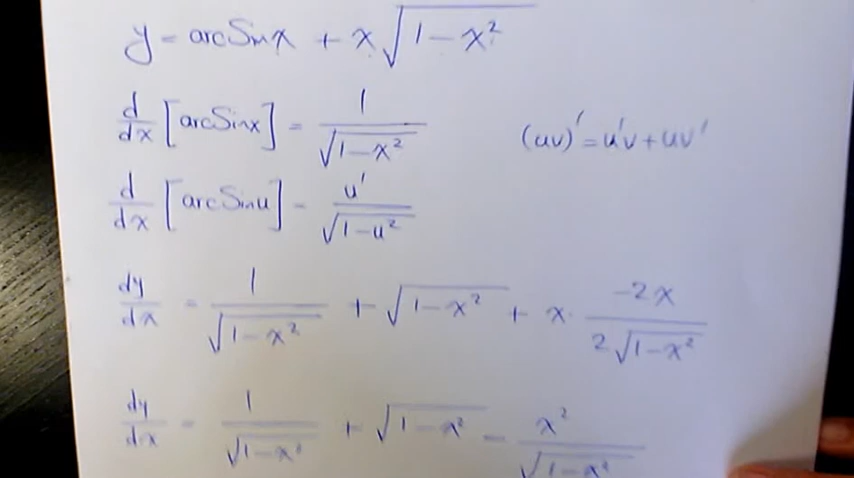 y = arcSinx + x√(1 - x²)
d/dx [arcSinx] = 1/√(1 - x²)
(uv)' = u'v + uv'
d/dx [arcSinu] = u'/√(1 - u²)
dy/dx = 1/√(1 - x²) + √(1 - x²) + x · -2x/(2√(1 - x²))
dy/dx = 1/√(1 - x²) + √(1 - x²) - x²/√(1 - x²)